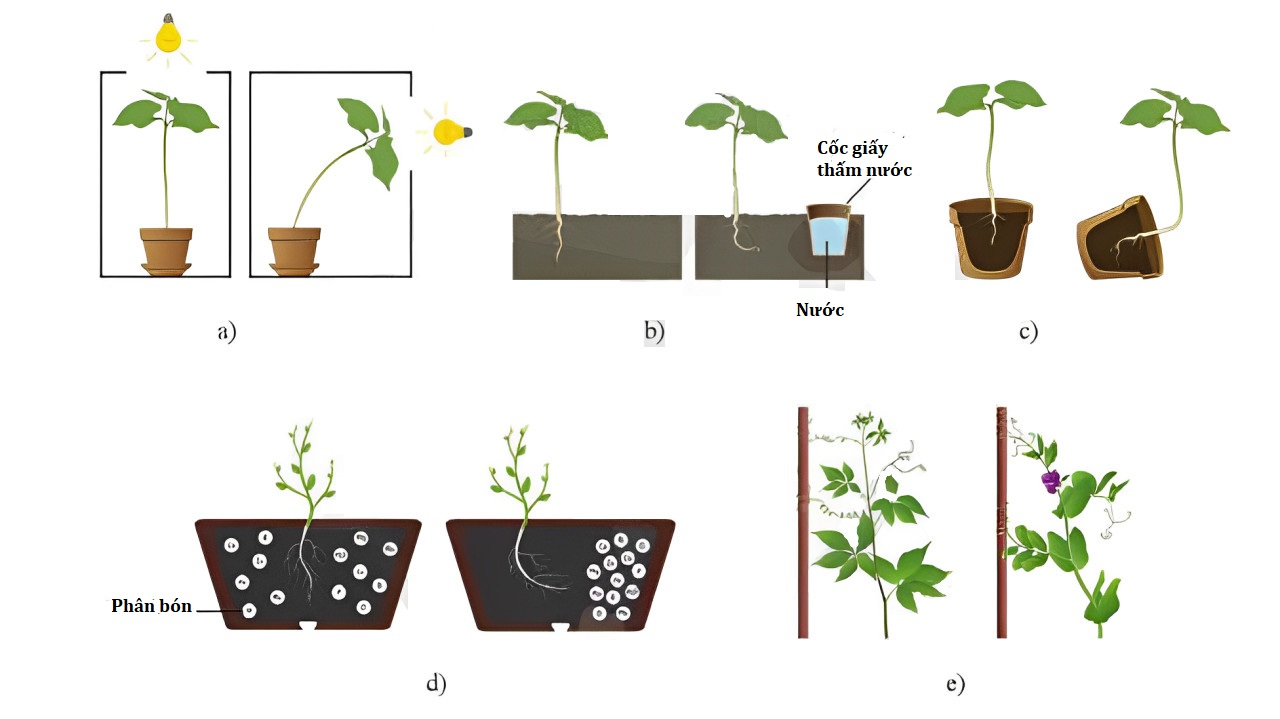 Cốc giấy
thấm nước
Nước
a)
b)
c)
Phân bón
d)
e)